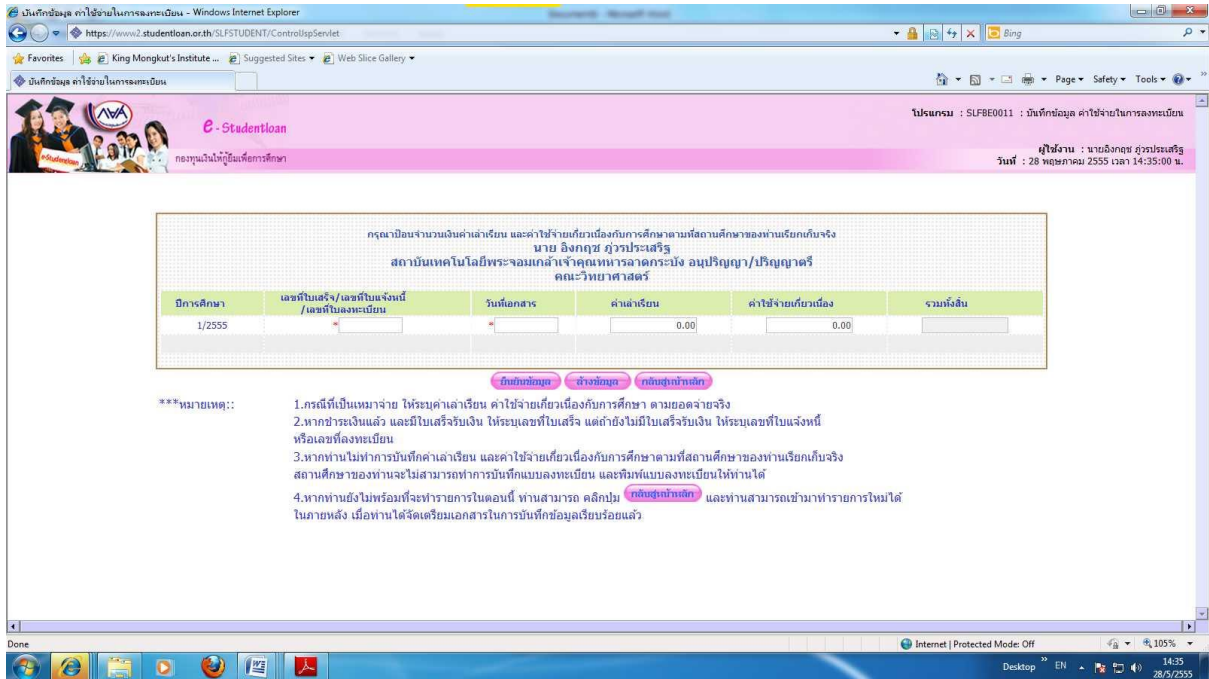 บันทึกข้อมูล ค่าใช้จ่ายในการลงทะเบียน - Windows Internet Explorer
https://www2.studentloan.or.th/SLFSTUDENT/ControlUspServlet
Bing
Favorites King Mongkut's Institute ... Suggested Sites Web Slice Gallery
บันทึกข้อมูล ค่าใช้จ่ายในการลงทะเบียน
Page Safety Tools
e-Studentloan
กองทุนเงินให้กู้ยืมเพื่อการศึกษา
e-Studentloan
โปรแกรม : SLFBE0011 : บันทึกข้อมูล ค่าใช้จ่ายในการลงทะเบียน
ผู้ใช้งาน : นายอิงกฤช ภู่วรประเสริฐ
วันที่ : 28 พฤษภาคม 2555 เวลา 14:35:00 น.
กรุณาป้อนจำนวนเงินค่าเล่าเรียน และค่าใช้จ่ายเกี่ยวเนื่องกับการศึกษาตามที่สถานศึกษาของท่านเรียกเก็บจริง
นาย อิงกฤช ภู่วรประเสริฐ
สถาบันเทคโนโลยีพระจอมเกล้าเจ้าคุณทหารลาดกระบัง อนุปริญญา/ปริญญาตรี
คณะวิทยาศาสตร์
ปีการศึกษา เลขที่ใบเสร็จ/เลขที่ใบแจ้งหนี้ /เลขที่ใบลงทะเบียน วันที่เอกสาร ค่าเล่าเรียน ค่าใช้จ่ายเกี่ยวเนื่อง รวมทั้งสิ้น
1/2555 * * 0.00 0.00
ยืนยันข้อมูล ล้างข้อมูล กลับสู่หน้าหลัก
***หมายเหตุ::
1.กรณีที่เป็นเหมาจ่าย ให้ระบุค่าเล่าเรียน ค่าใช้จ่ายเกี่ยวเนื่องกับการศึกษา ตามยอดจ่ายจริง
2.หากชำระเงินแล้ว และมีใบเสร็จรับเงิน ให้ระบุเลขที่ใบเสร็จ แต่ถ้ายังไม่มีใบเสร็จรับเงิน ให้ระบุเลขที่ใบแจ้งหนี้
หรือเลขที่ลงทะเบียน
3.หากท่านไม่ทำการบันทึกค่าเล่าเรียน และค่าใช้จ่ายเกี่ยวเนื่องกับการศึกษาตามที่สถานศึกษาของท่านเรียกเก็บจริง
สถานศึกษาของท่านจะไม่สามารถทำการบันทึกแบบลงทะเบียน และพิมพ์แบบลงทะเบียนให้ท่านได้
4.หากท่านยังไม่พร้อมที่จะทำรายการในตอนนี้ ท่านสามารถ คลิกปุ่ม กลับสู่หน้าหลัก และท่านสามารถเข้ามาทำรายการใหม่ได้
ในภายหลัง เมื่อท่านได้จัดเตรียมเอกสารในการบันทึกข้อมูลเรียบร้อยแล้ว
Done Internet | Protected Mode: Off 105%
Desktop EN 14:35
28/5/2555